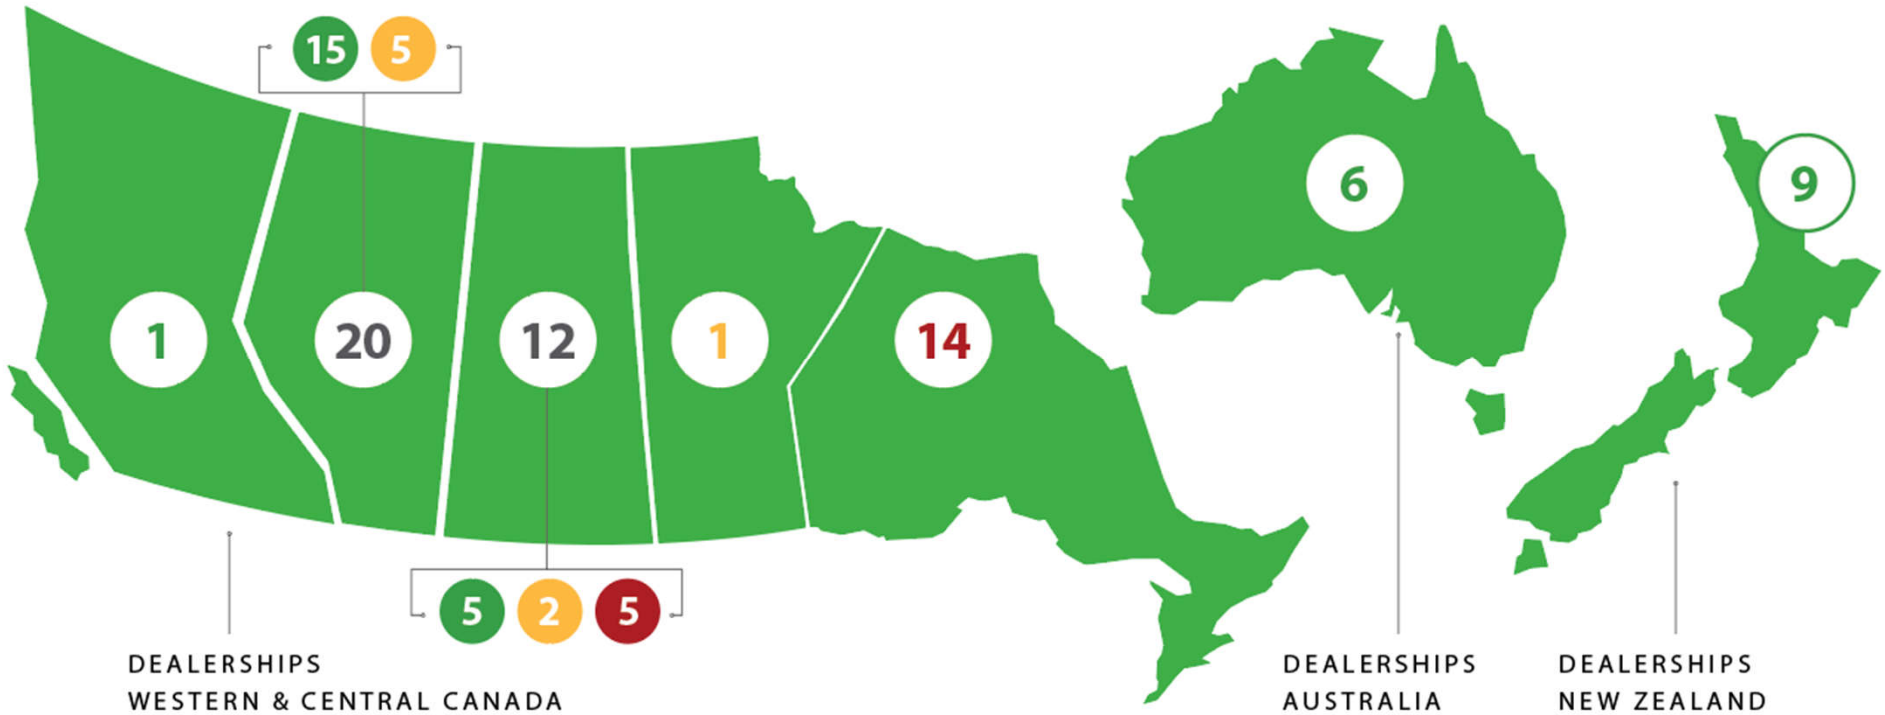 15 5
6
9
1
20
12
1
14
5 2 5
DEALERSHIPS
WESTERN & CENTRAL CANADA
DEALERSHIPS
AUSTRALIA
DEALERSHIPS
NEW ZEALAND